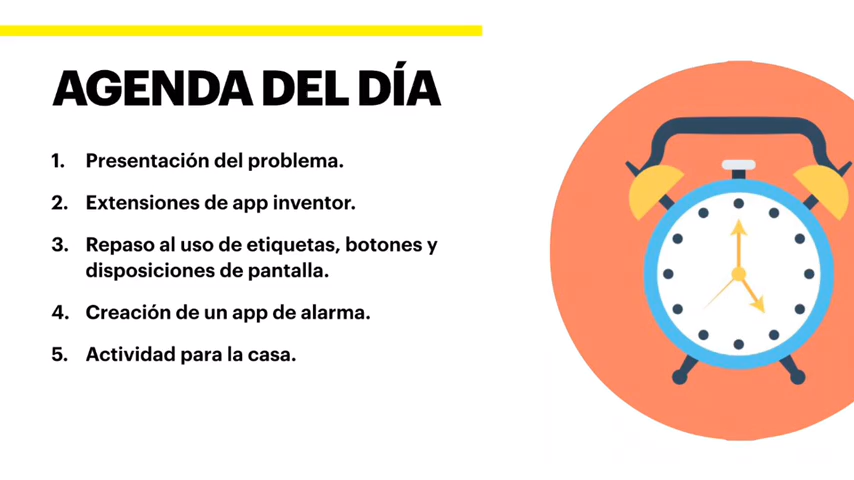 AGENDA DEL DÍA
1. Presentación del problema.
2. Extensiones de app inventor.
3. Repaso al uso de etiquetas, botones y
disposiciones de pantalla.
4. Creación de un app de alarma.
5. Actividad para la casa.